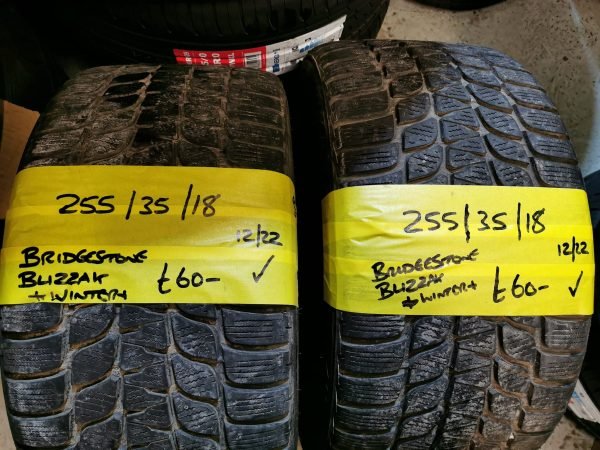 255/35/18
12/22
BRIDGESTONE
BLIZZAK
+WINTER+
£60- ✓
255/35/18
12/22
BRIDGESTONE
BLIZZAK
+WINTER+
£60- ✓